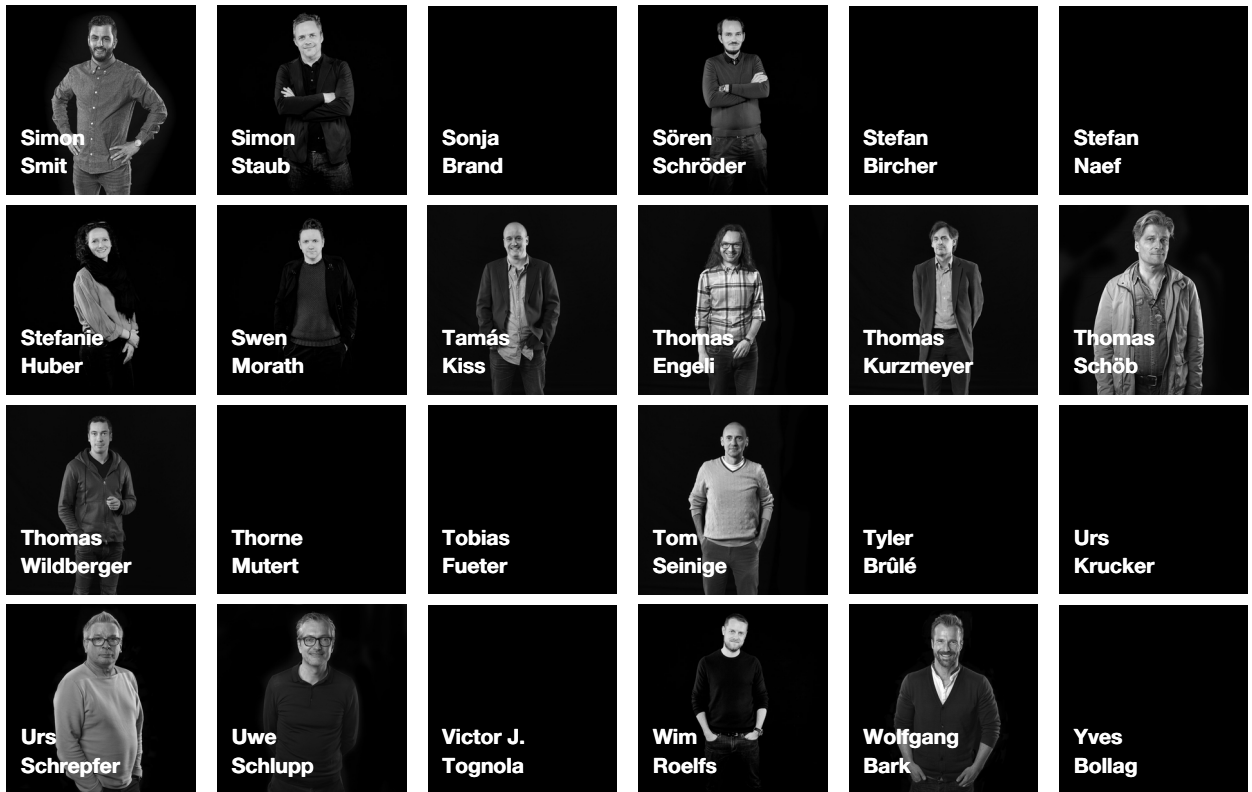 Simon
Smit
Simon
Staub
Sonja
Brand
Sören
Schröder
Stefan
Bircher
Stefan
Naef
Stefanie
Huber
Swen
Morath
Tamás
Kiss
Thomas
Engeli
Thomas
Kurzmeyer
Thomas
Schöb
Thomas
Wildberger
Thorne
Mutert
Tobias
Fueter
Tom
Seinige
Tyler
Brûlé
Urs
Krucker
Urs
Schrepfer
Uwe
Schlupp
Victor J.
Tognola
Wim
Roelfs
Wolfgang
Bark
Yves
Bollag